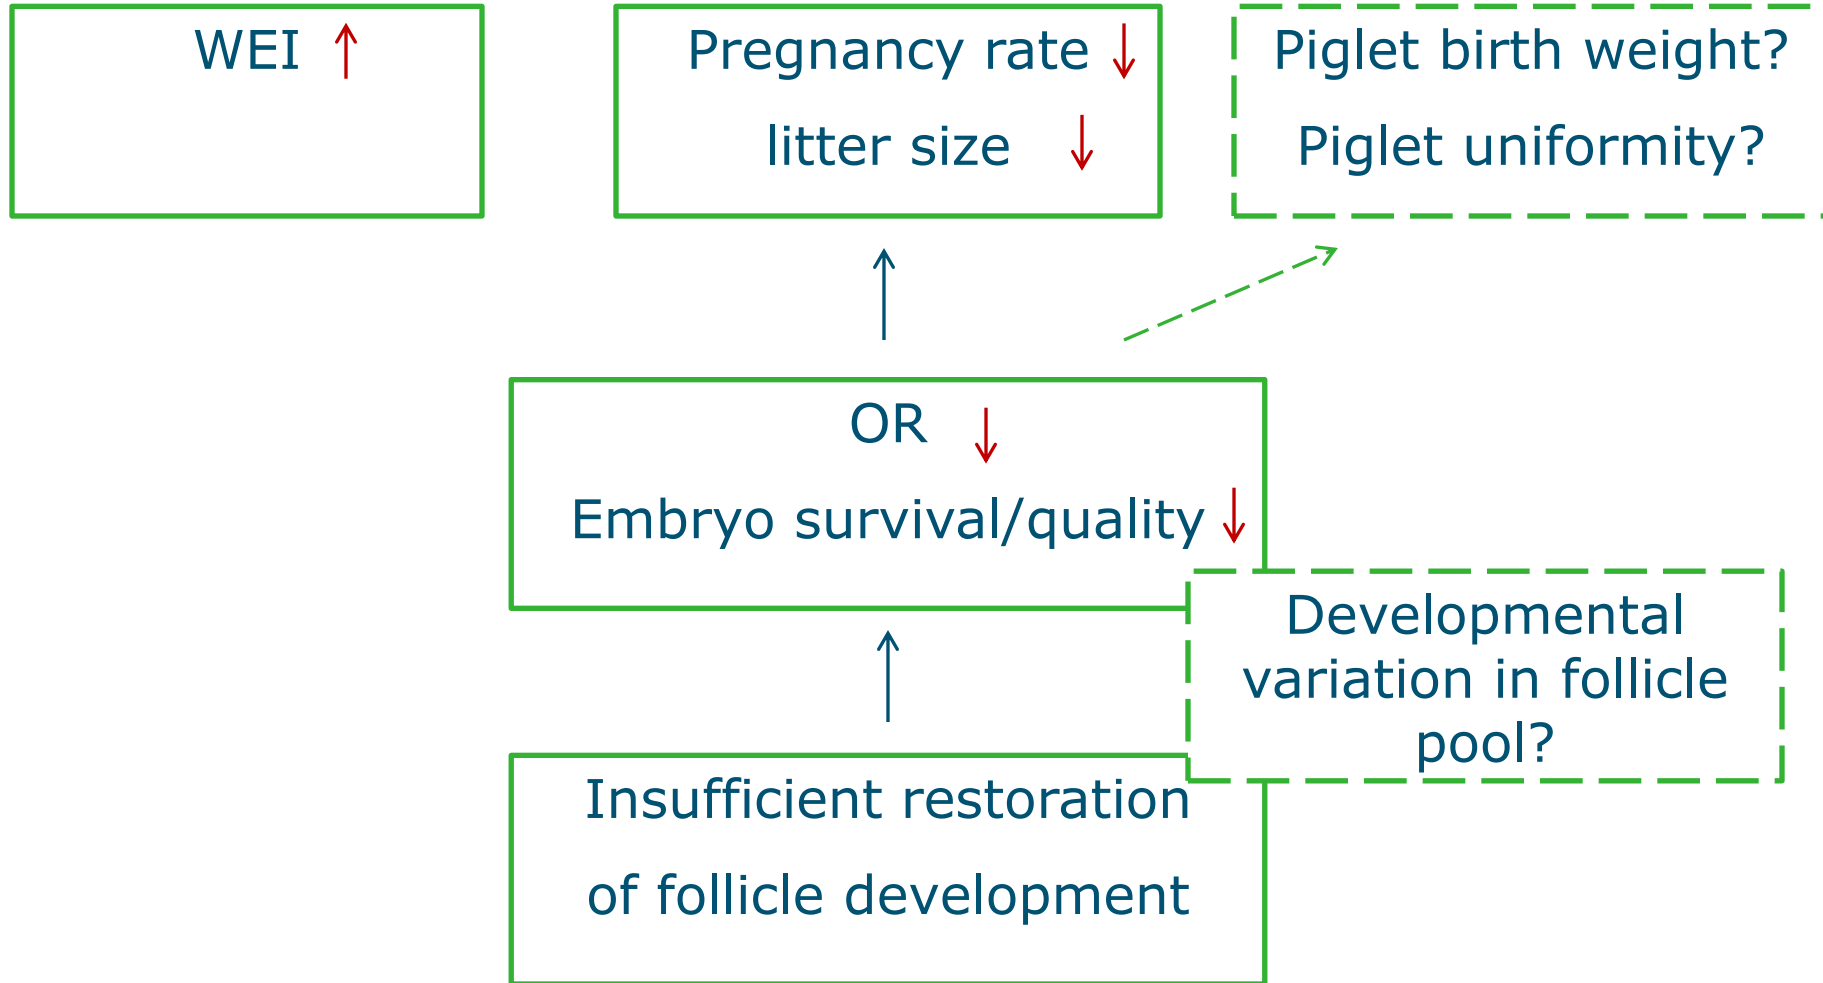 WEI
Pregnancy rate
litter size
Piglet birth weight?
Piglet uniformity?
OR
Embryo survival/quality
Developmental
variation in follicle
pool?
Insufficient restoration
of follicle development